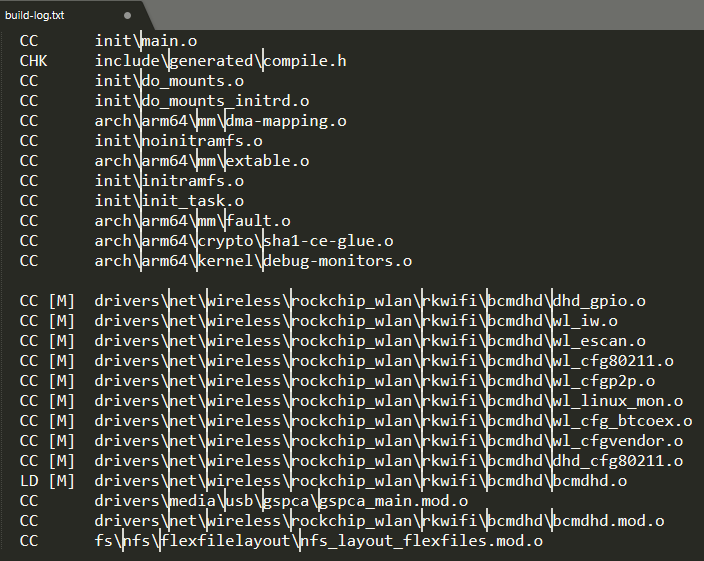 build-log.txt
CC init\main.o
CHK include\generated\compile.h
CC init\do_mounts.o
CC init\do_mounts_initrd.o
CC arch\arm64\mm\dma-mapping.o
CC init\noinitramfs.o
CC arch\arm64\mm\extable.o
CC init\initramfs.o
CC init\init_task.o
CC arch\arm64\mm\fault.o
CC arch\arm64\crypto\sha1-ce-glue.o
CC arch\arm64\kernel\debug-monitors.o
CC [M] drivers\net\wireless\rockchip_wlan\rkwifi\bcmdhd\dhd_gpio.o
CC [M] drivers\net\wireless\rockchip_wlan\rkwifi\bcmdhd\wl_iw.o
CC [M] drivers\net\wireless\rockchip_wlan\rkwifi\bcmdhd\wl_escan.o
CC [M] drivers\net\wireless\rockchip_wlan\rkwifi\bcmdhd\wl_cfg80211.o
CC [M] drivers\net\wireless\rockchip_wlan\rkwifi\bcmdhd\wl_cfgp2p.o
CC [M] drivers\net\wireless\rockchip_wlan\rkwifi\bcmdhd\wl_linux_mon.o
CC [M] drivers\net\wireless\rockchip_wlan\rkwifi\bcmdhd\wl_cfg_btcoex.o
CC [M] drivers\net\wireless\rockchip_wlan\rkwifi\bcmdhd\wl_cfgvendor.o
CC [M] drivers\net\wireless\rockchip_wlan\rkwifi\bcmdhd\dhd_cfg80211.o
LD [M] drivers\net\wireless\rockchip_wlan\rkwifi\bcmdhd\bcmdhd.o
CC drivers\media\usb\gspca\gspca_main.mod.o
CC drivers\net\wireless\rockchip_wlan\rkwifi\bcmdhd\bcmdhd.mod.o
CC fs\nfs\flexfilelayout\nfs_layout_flexfiles.mod.o